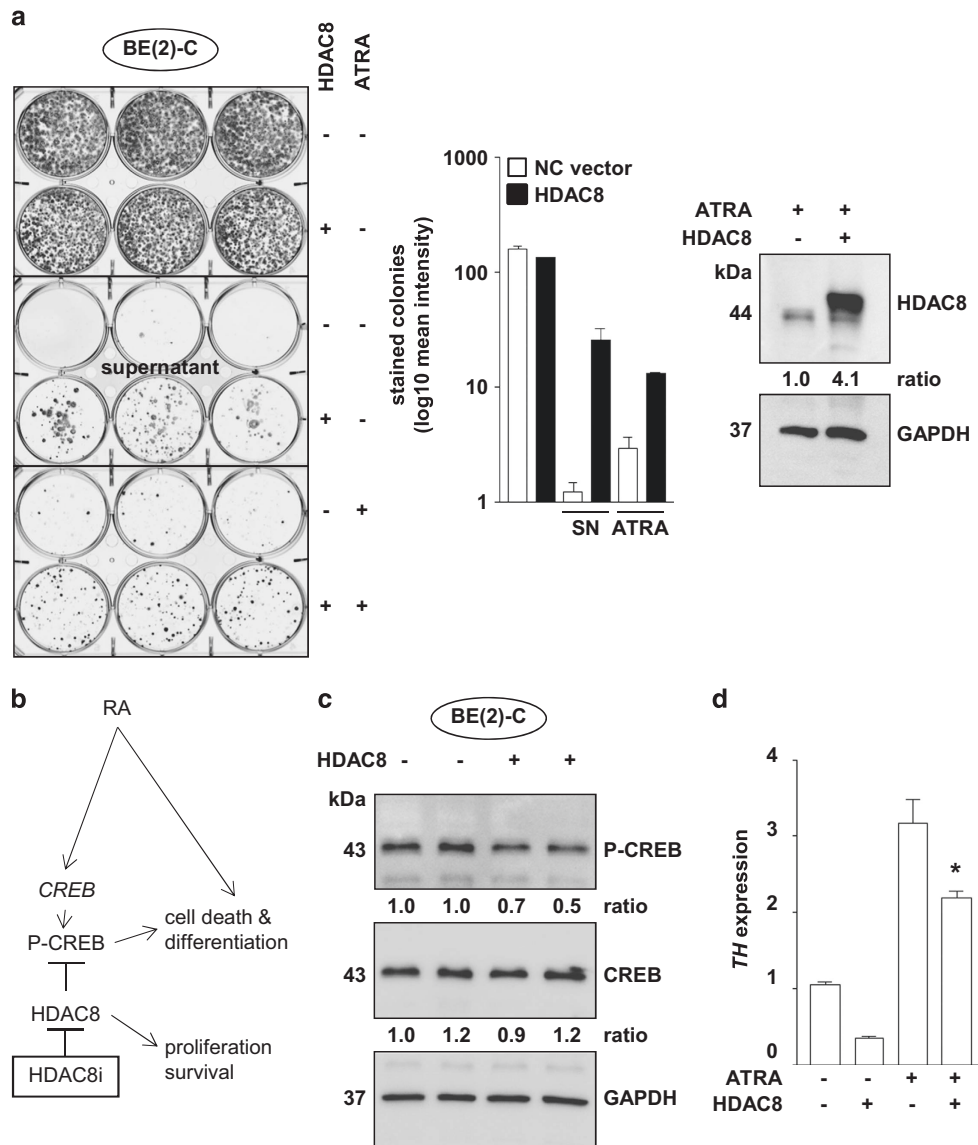 a
BE(2)-C
HDAC8
ATRA
- -
+ -
- -
supernatant
+ -
- +
+ +
stained colonies
(log10 mean intensity)
1000
100
10
1
NC vector
HDAC8
SN ATRA
ATRA + +
HDAC8 - +
kDa
44 HDAC8
1.0 4.1 ratio
37 GAPDH
b
RA
CREB
P-CREB
cell death &
differentiation
HDAC8
proliferation
survival
HDAC8i
c
BE(2)-C
HDAC8 - - + +
kDa
43 P-CREB
1.0 1.0 0.7 0.5 ratio
43 CREB
1.0 1.2 0.9 1.2 ratio
37 GAPDH
d
TH expression
4
3
2
1
0
*
ATRA - - + +
HDAC8 - + - +